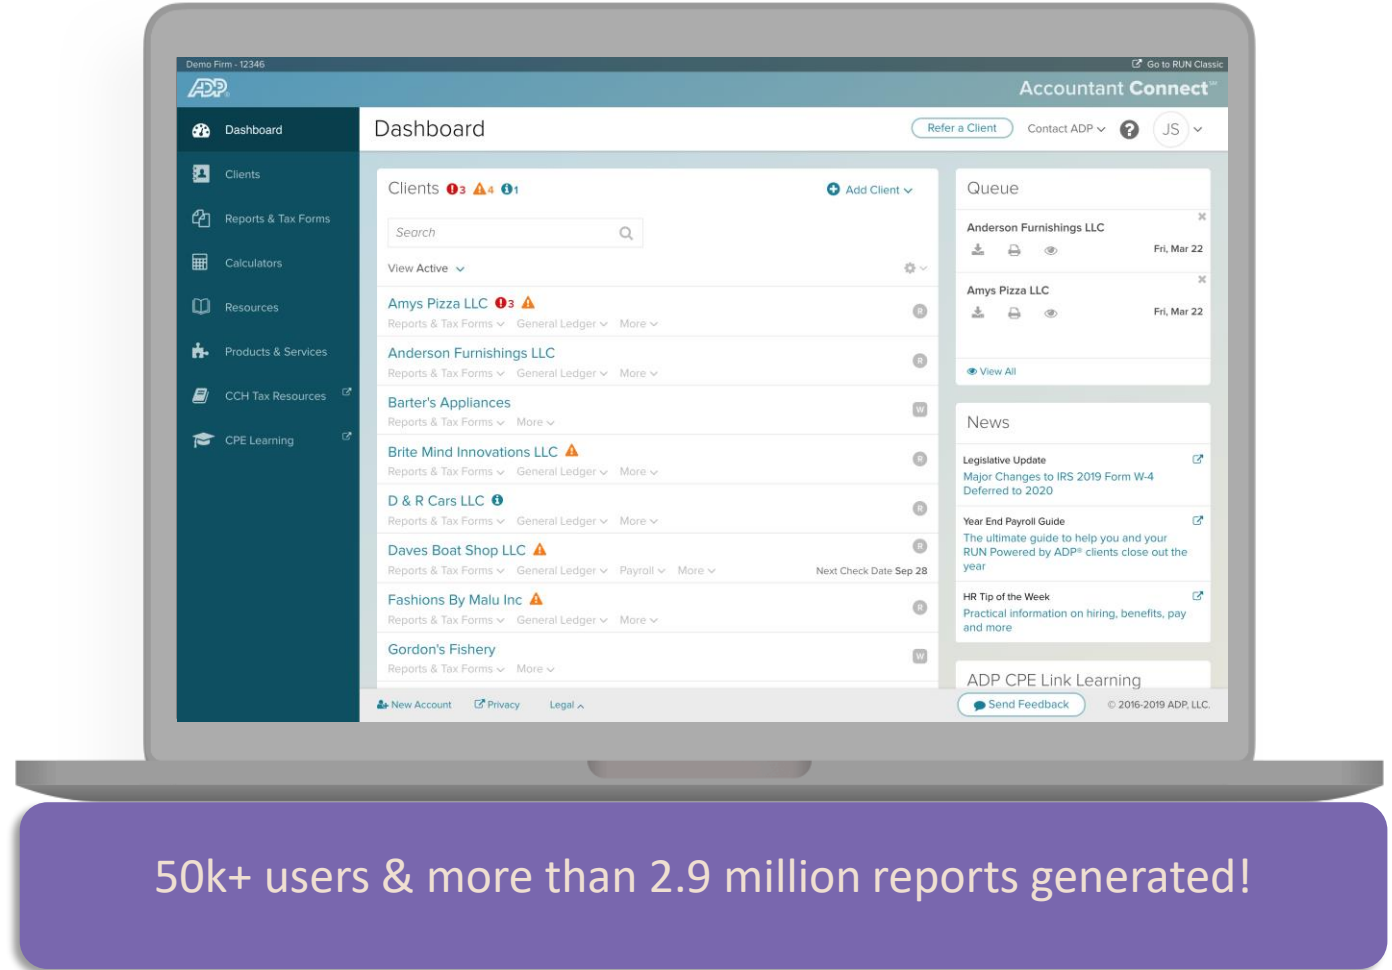 Demo Firm - 12346
Go to RUN Classic
ADP®
Accountant Connect℠
Dashboard
Clients
Reports & Tax Forms
Calculators
Resources
Products & Services
CCH Tax Resources
CPE Learning
Dashboard
Refer a Client
Contact ADP
?
JS
Clients 3 4 1
Add Client
Search
View Active
Amys Pizza LLC 3
R
Reports & Tax Forms General Ledger More
Anderson Furnishings LLC
R
Reports & Tax Forms General Ledger More
Barter's Appliances
W
Reports & Tax Forms More
Brite Mind Innovations LLC
R
Reports & Tax Forms General Ledger More
D & R Cars LLC
R
Reports & Tax Forms General Ledger More
Daves Boat Shop LLC
R
Reports & Tax Forms General Ledger Payroll More
Next Check Date Sep 28
Fashions By Malu Inc
R
Reports & Tax Forms General Ledger More
Gordon's Fishery
W
Reports & Tax Forms More
Queue
Anderson Furnishings LLC
Fri, Mar 22
Amys Pizza LLC
Fri, Mar 22
View All
News
Legislative Update
Major Changes to IRS 2019 Form W-4
Deferred to 2020
Year End Payroll Guide
The ultimate guide to help you and your
RUN Powered by ADP® clients close out the
year
HR Tip of the Week
Practical information on hiring, benefits, pay
and more
ADP CPE Link Learning
New Account
Privacy
Legal
Send Feedback
© 2016-2019 ADP, LLC.
50k+ users & more than 2.9 million reports generated!